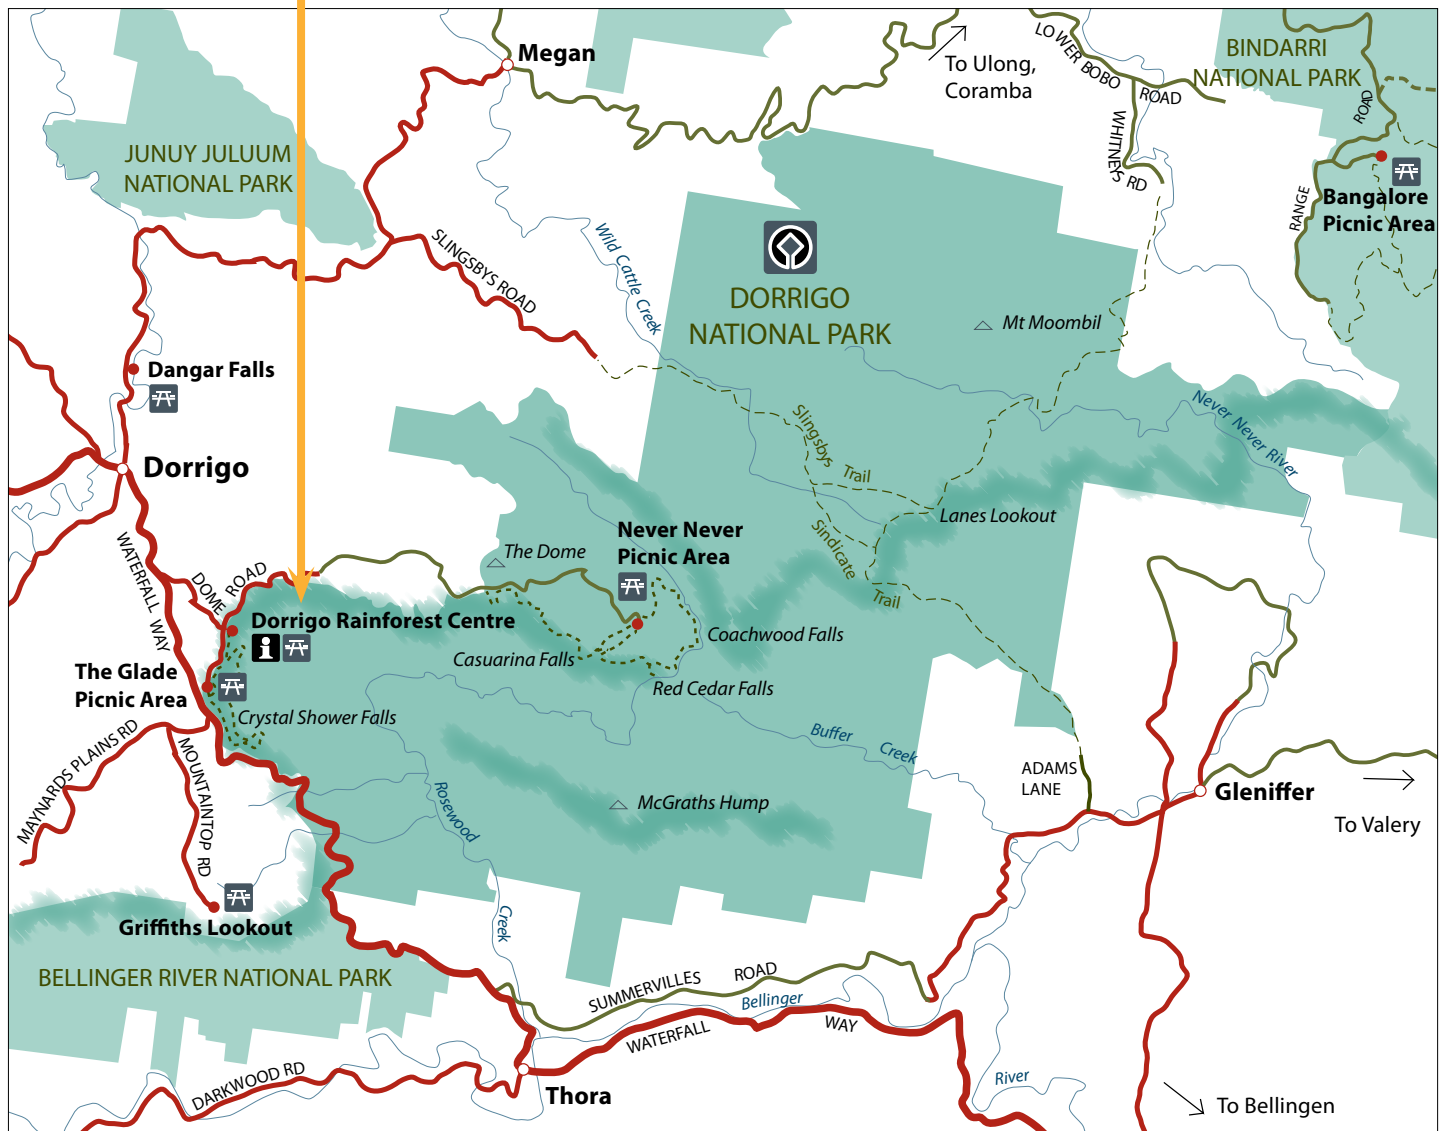 Megan
To Ulong,
Coramba
LOWER BOBO
ROAD
BINDARRI
NATIONAL PARK
ROAD
WHITNEYS RD
JUNUY JULUUM
NATIONAL PARK
RANGE
Bangalore
Picnic Area
SLINGSBYS ROAD
Wild Cattle Creek
DORRIGO
NATIONAL PARK
Mt Moombil
Dangar Falls
Never Never River
Slingsbys
Trail
Dorrigo
Lanes Lookout
Sindicate
Trail
Never Never
Picnic Area
The Dome
WATERFALL WAY
DOME
ROAD
Dorrigo Rainforest Centre
i
Coachwood Falls
Casuarina Falls
Red Cedar Falls
The Glade
Picnic Area
Crystal Shower Falls
Buffer
Creek
MAYNARDS PLAINS RD
MOUNTAINTOP RD
Rosewood
Creek
McGraths Hump
ADAMS
LANE
Gleniffer
To Valery
Griffiths Lookout
BELLINGER RIVER NATIONAL PARK
SUMMERVILLES
ROAD
Bellinger
WATERFALL
WAY
DARKWOOD RD
Thora
River
To Bellingen